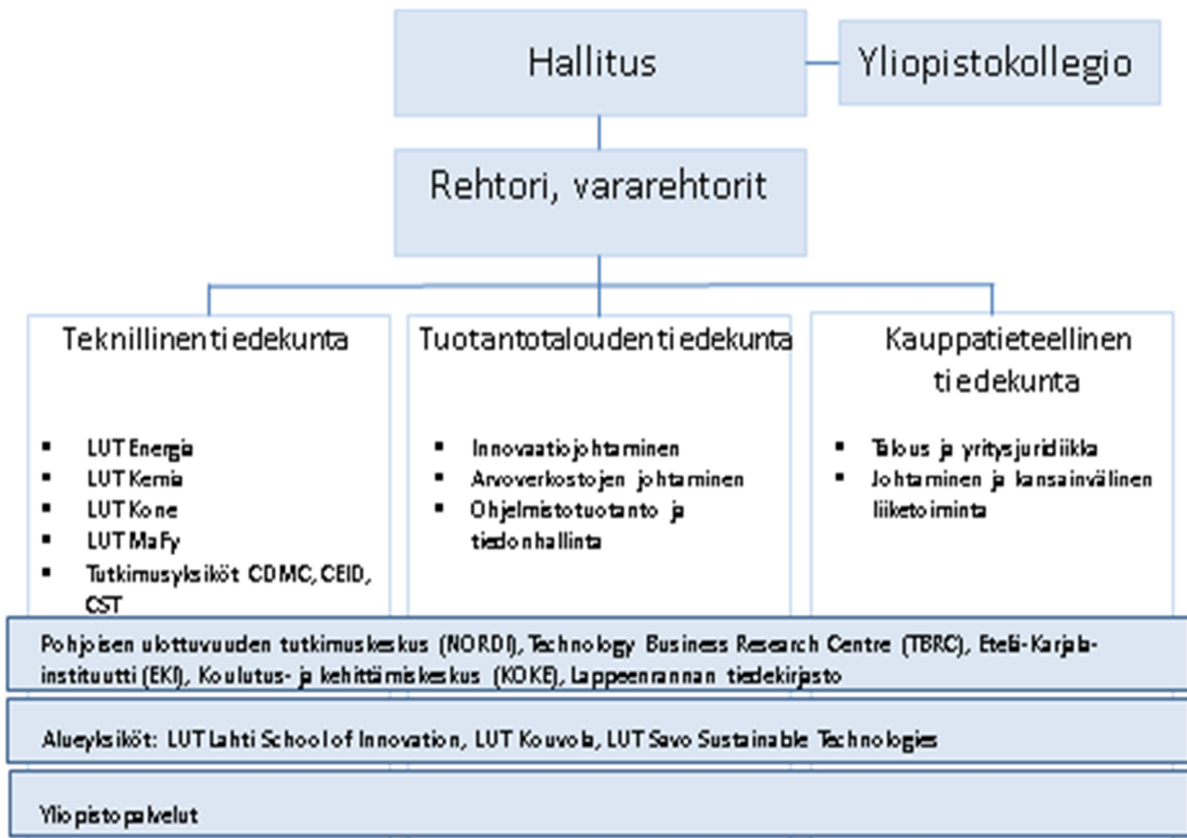 Hallitus
Yliopistokollegio
Rehtori, vararehtorit
Teknillinen tiedekunta
▪ LUT Energia
▪ LUT Kemia
▪ LUT Kone
▪ LUT MaFy
▪ Tutkimusyksiköt CDMC, CEID,
CST
Tuotantotalouden tiedekunta
▪ Innovaatiojohtaminen
▪ Arvoverkostojen johtaminen
▪ Ohjelmistotuotanto ja
tiedonhallinta
Kauppatieteellinen
tiedekunta
▪ Talous ja yritysjuridiikka
▪ Johtaminen ja kansainvälinen
liiketoiminta
Pohjoisen ulottuvuuden tutkimuskeskus (NORDI), Technology Business Research Centre (TBRC), Etelä-Karjala-
instituutti (EKI), Koulutus- ja kehittämiskeskus (KOKE), Lappeenrannan tiedekirjasto
Alueyksiköt: LUT Lahti School of Innovation, LUT Kouvola, LUT Savo Sustainable Technologies
Yliopistopalvelut